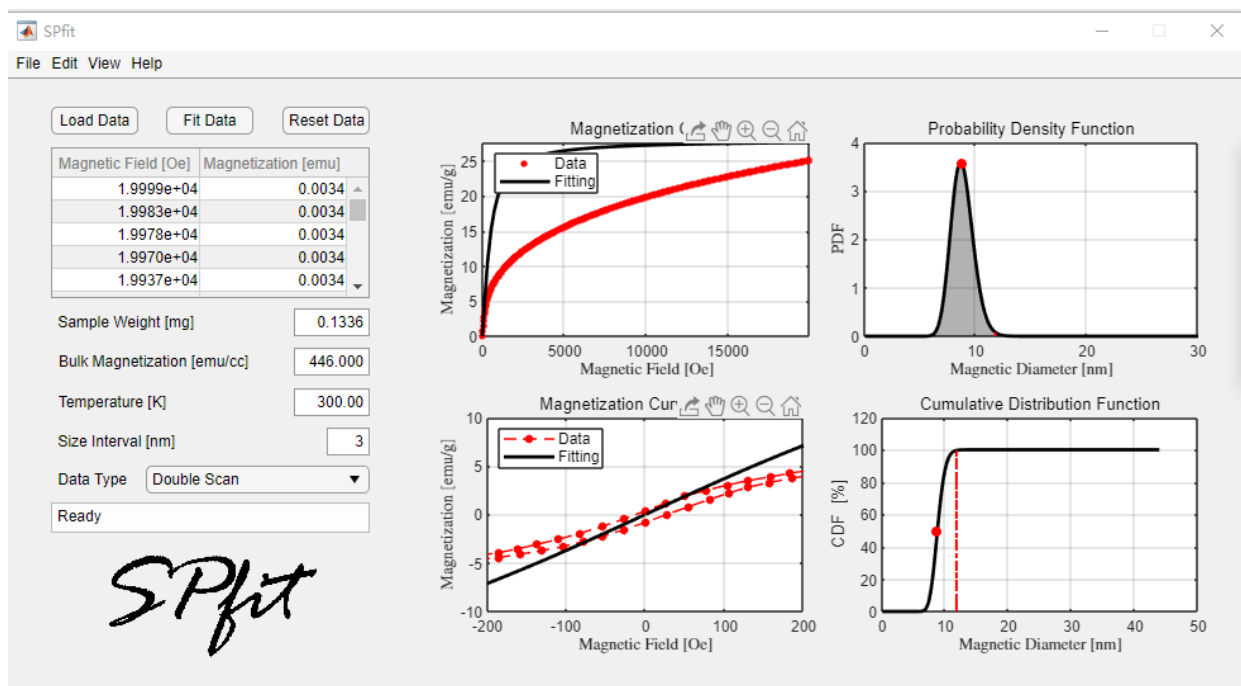 SPfit
File Edit View Help
Load Data Fit Data Reset Data
Magnetic Field [Oe] Magnetization [emu]
1.9999e+04 0.0034
1.9983e+04 0.0034
1.9978e+04 0.0034
1.9970e+04 0.0034
1.9937e+04 0.0034
Sample Weight [mg] 0.1336
Bulk Magnetization [emu/cc] 446.000
Temperature [K] 300.00
Size Interval [nm] 3
Data Type Double Scan
Ready
SPfit
Magnetization (
Data
Fitting
Magnetization [emu/g]
25
20
15
10
5
0
0 5000 10000 15000
Magnetic Field [Oe]
Probability Density Function
PDF
4
3
2
1
0
0 10 20 30
Magnetic Diameter [nm]
Magnetization Cur
Data
Fitting
Magnetization [emu/g]
10
5
0
-5
-10
-200 -100 0 100 200
Magnetic Field [Oe]
Cumulative Distribution Function
CDF [%]
120
100
80
60
40
20
0
0 10 20 30 40 50
Magnetic Diameter [nm]